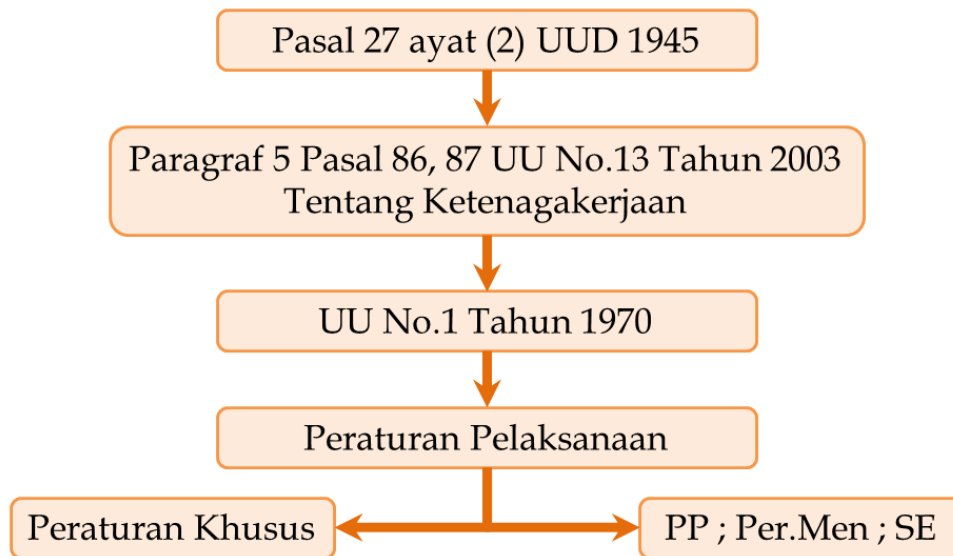 Pasal 27 ayat (2) UUD 1945
Paragraf 5 Pasal 86, 87 UU No.13 Tahun 2003
Tentang Ketenagakerjaan
UU No.1 Tahun 1970
Peraturan Pelaksanaan
Peraturan Khusus
PP ; Per.Men ; SE